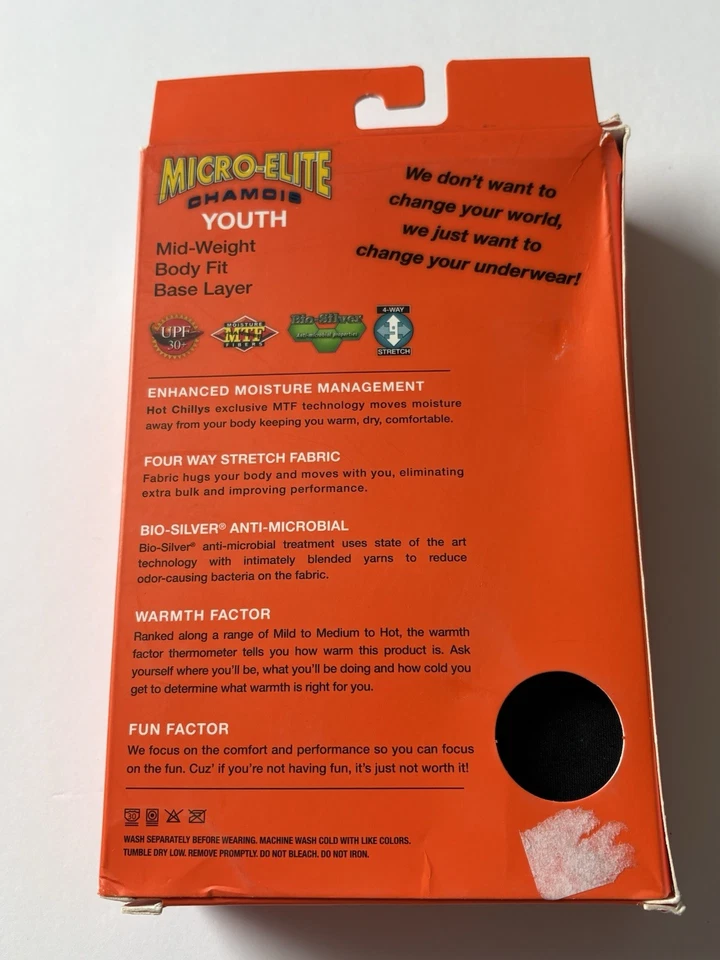 MICRO-ELITE
CHAMOIS
YOUTH
Mid-Weight
Body Fit
Base Layer
We don't want to
change your world,
we just want to
change your underwear!
UPF
30+
MOISTURE
MTF
FIBERS
Bio-Silver
Anti-microbial properties
4-WAY
STRETCH
ENHANCED MOISTURE MANAGEMENT
Hot Chillys exclusive MTF technology moves moisture
away from your body keeping you warm, dry, comfortable.
FOUR WAY STRETCH FABRIC
Fabric hugs your body and moves with you, eliminating
extra bulk and improving performance.
BIO-SILVER® ANTI-MICROBIAL
Bio-Silver® anti-microbial treatment uses state of the art
technology with intimately blended yarns to reduce
odor-causing bacteria on the fabric.
WARMTH FACTOR
Ranked along a range of Mild to Medium to Hot, the warmth
factor thermometer tells you how warm this product is. Ask
yourself where you'll be, what you'll be doing and how cold you
get to determine what warmth is right for you.
FUN FACTOR
We focus on the comfort and performance so you can focus
on the fun. Cuz' if you're not having fun, it's just not worth it!
30
WASH SEPARATELY BEFORE WEARING. MACHINE WASH COLD WITH LIKE COLORS.
TUMBLE DRY LOW. REMOVE PROMPTLY. DO NOT BLEACH. DO NOT IRON.